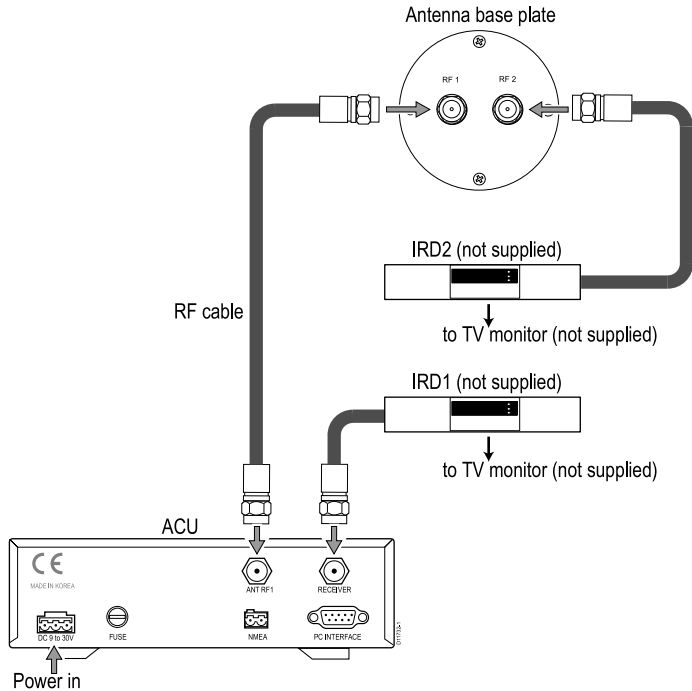 Antenna base plate
RF 1
RF 2
IRD2 (not supplied)
to TV monitor (not supplied)
RF cable
IRD1 (not supplied)
to TV monitor (not supplied)
ACU
CE
MADE IN KOREA
ANT RF1
RECEIVER
DC 9 to 30V
FUSE
NMEA
PC INTERFACE
D11733-1
Power in